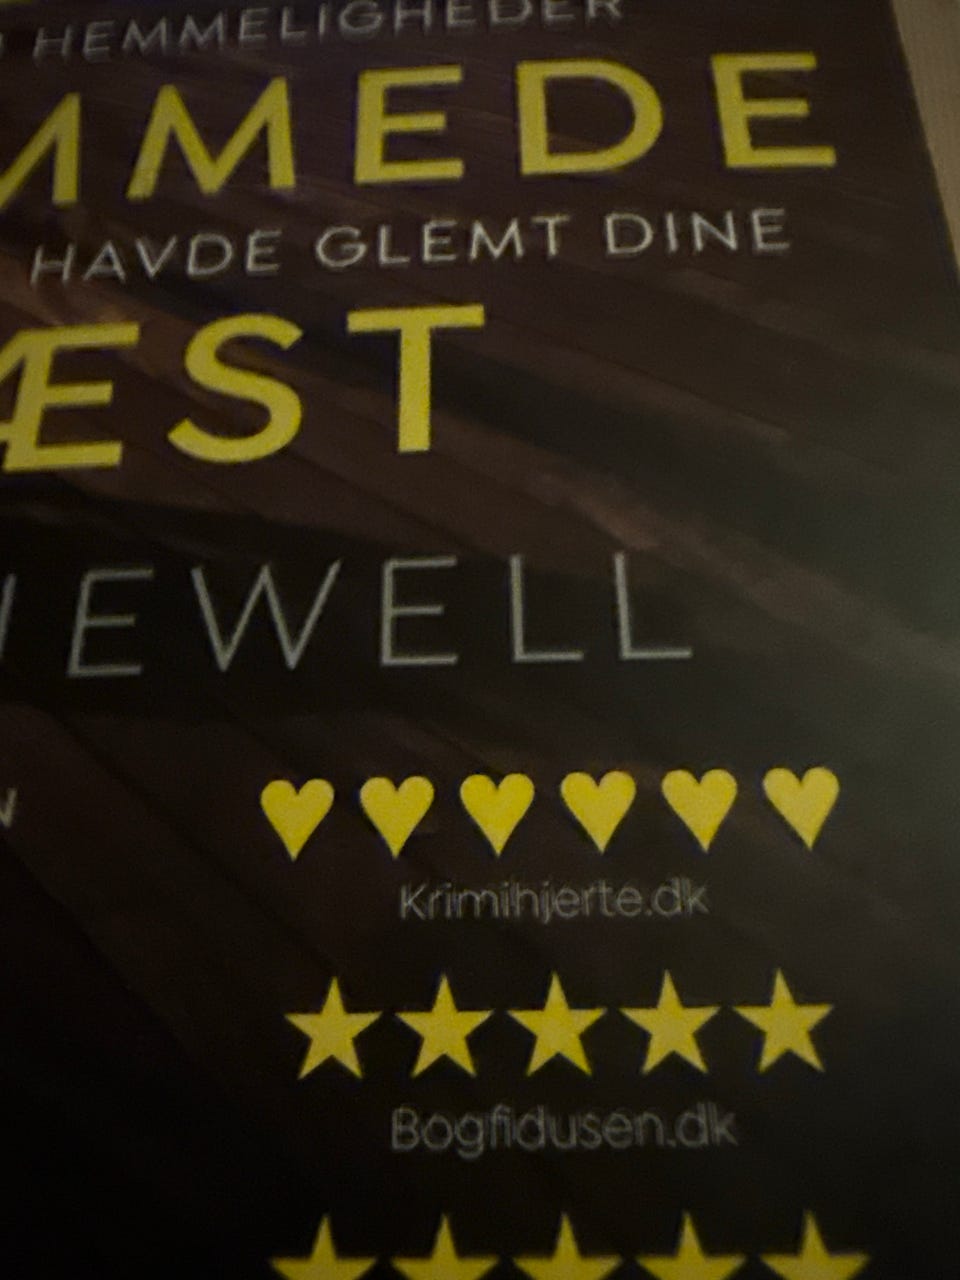 HEMMELIGHEDER
MMEDE
HAVDE GLEMT DINE
ÆST
EWELL
Krimihjerte.dk
Bogfidusen.dk